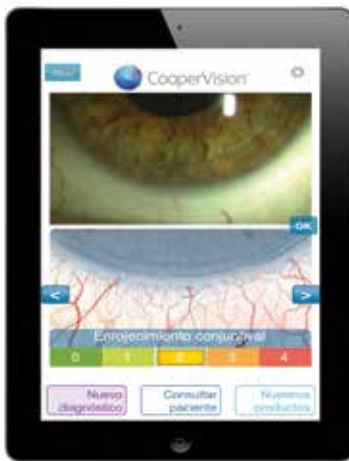 CooperVision
OK
< >
Enrojecimiento conjuntival
0 1 2 3 4
Nuevo Consultar Nuestros
diagnóstico paciente productos